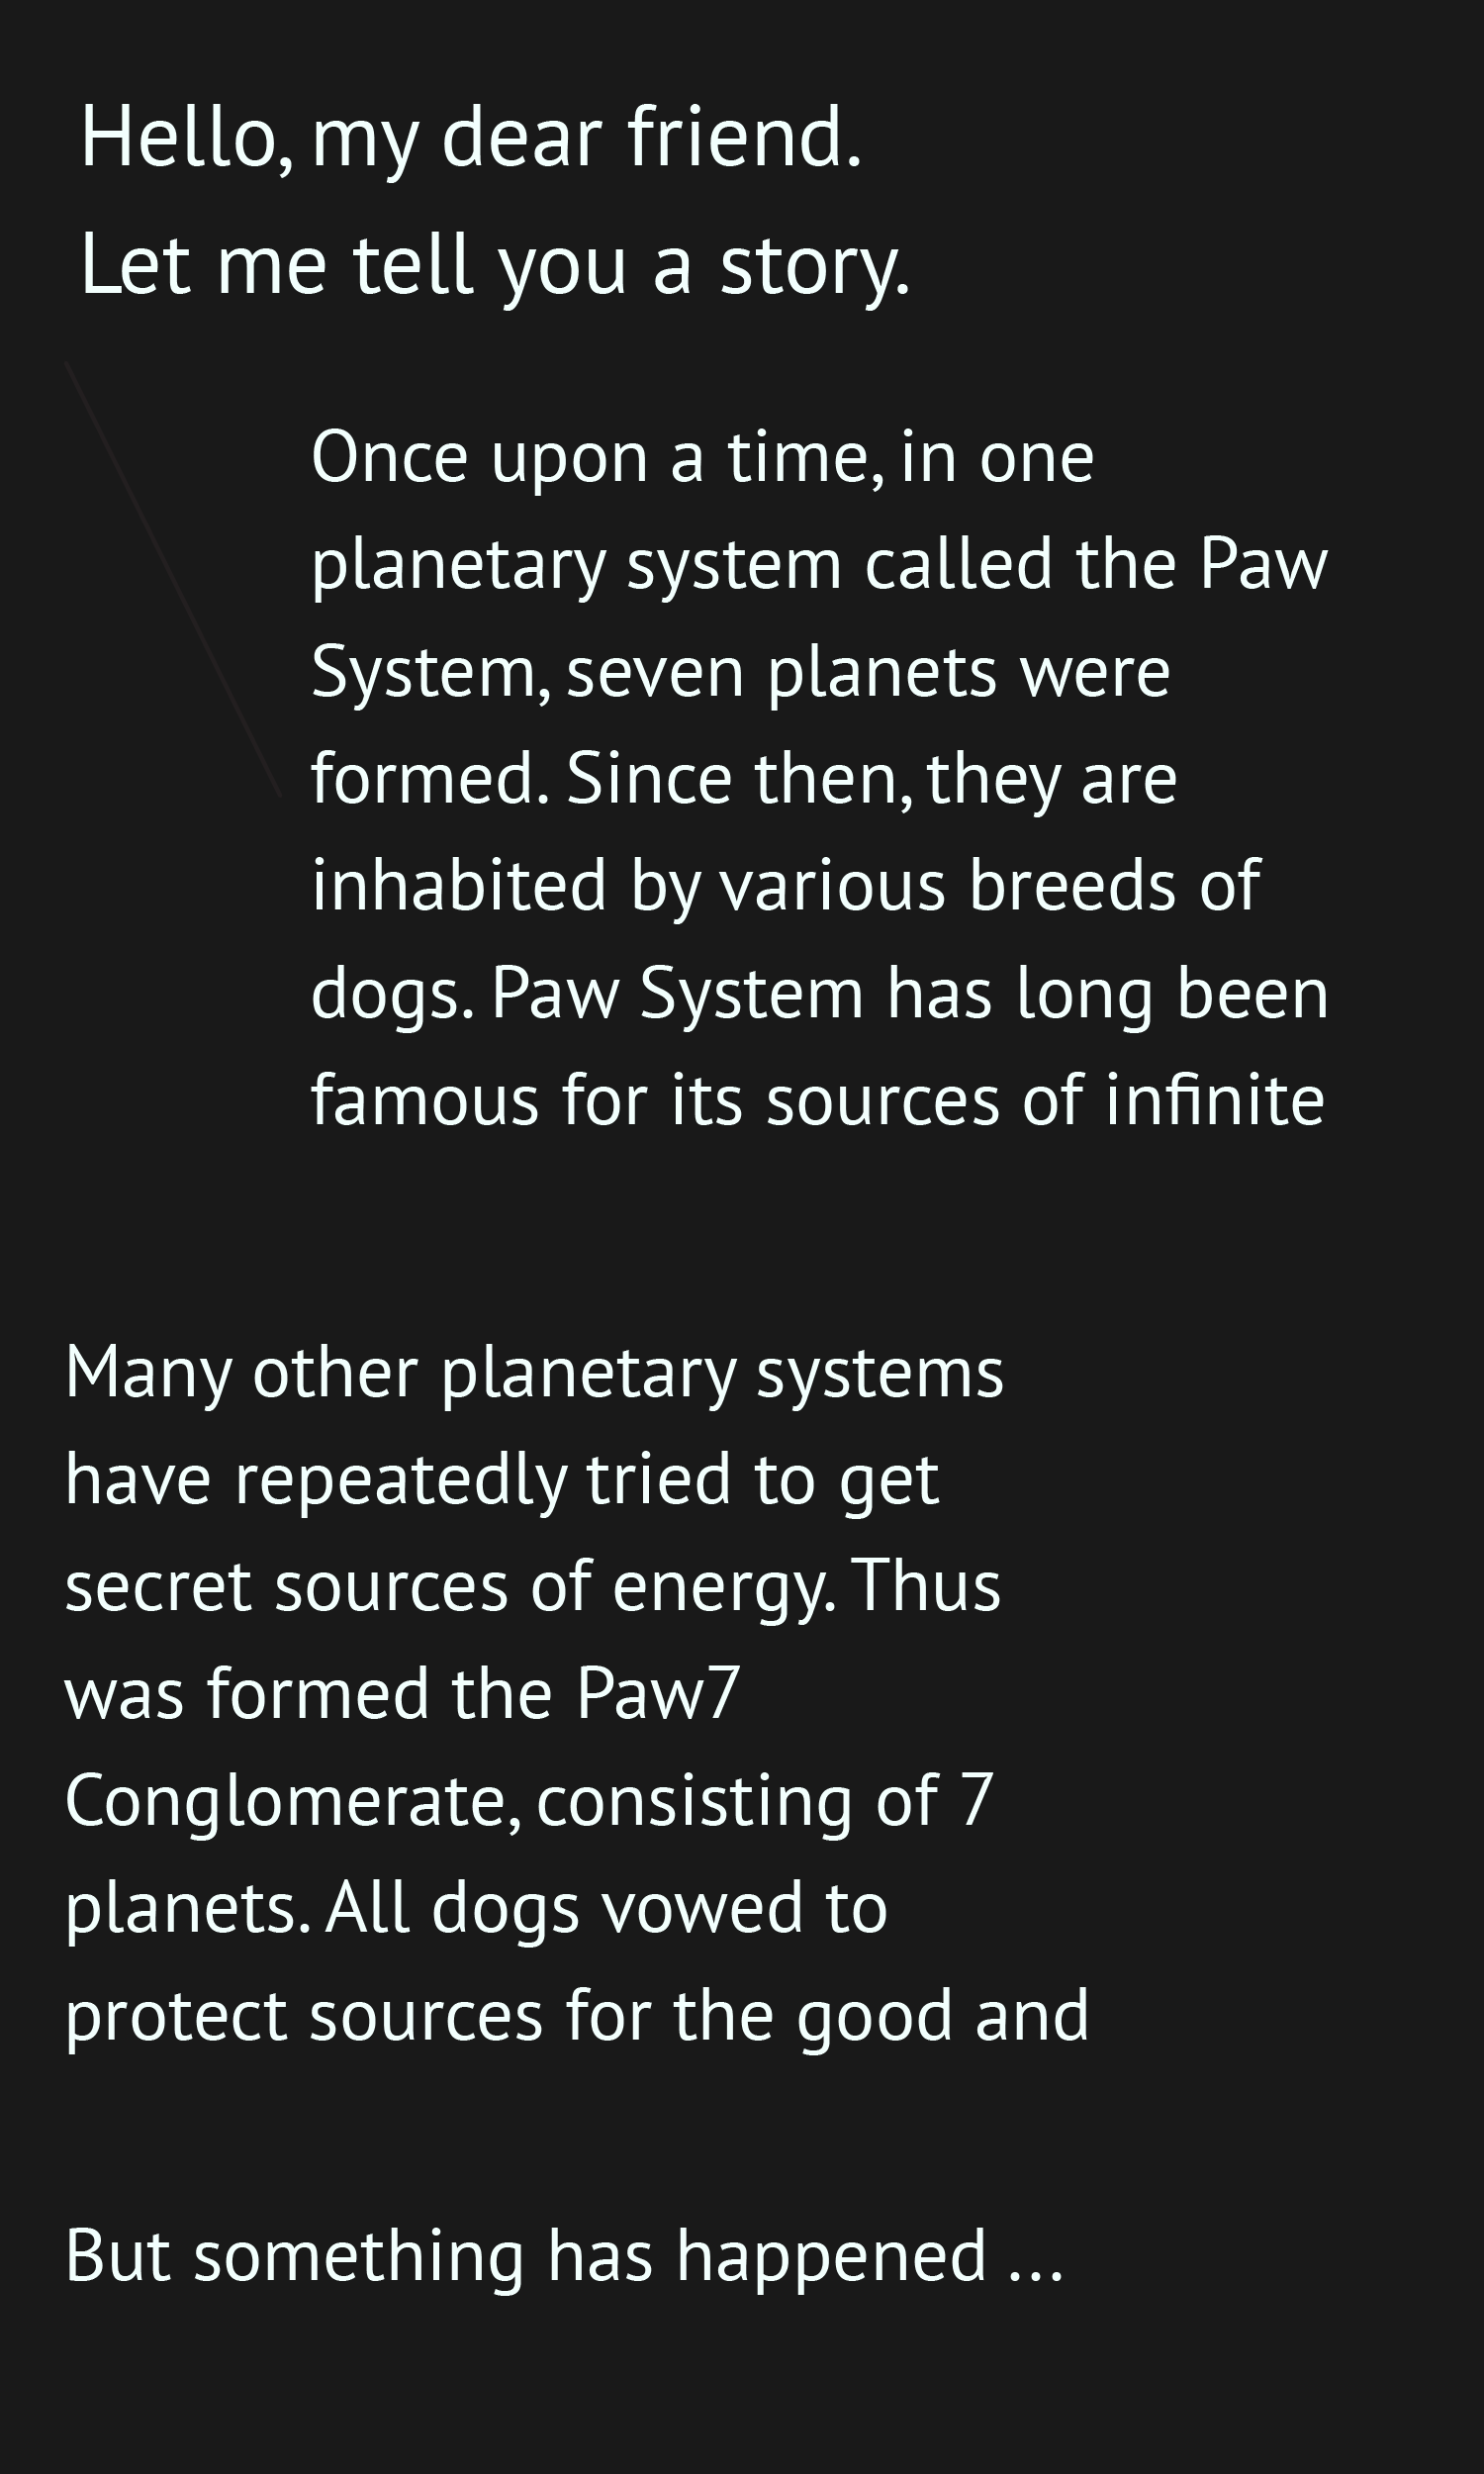 Hello, my dear friend.
Let me tell you a story.
Once upon a time, in one
planetary system called the Paw
System, seven planets were
formed. Since then, they are
inhabited by various breeds of
dogs. Paw System has long been
famous for its sources of infinite
Many other planetary systems
have repeatedly tried to get
secret sources of energy. Thus
was formed the Paw7
Conglomerate, consisting of 7
planets. All dogs vowed to
protect sources for the good and
But something has happened ...